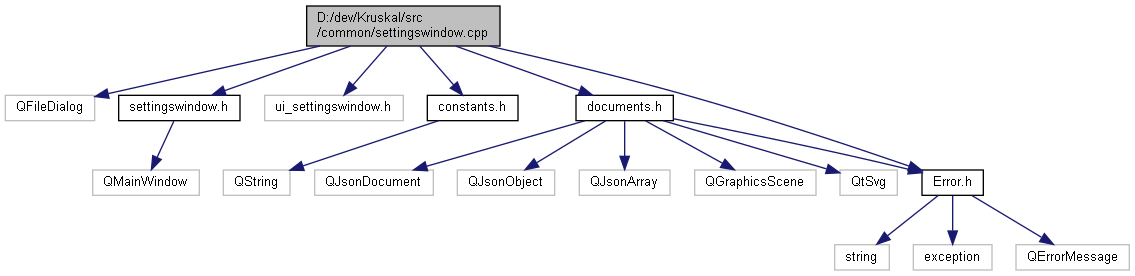 D:/dev/Kruskal/src
/common/settingswindow.cpp
QFileDialog
settingswindow.h
ui_settingswindow.h
constants.h
documents.h
QMainWindow
QString
QJsonDocument
QJsonObject
QJsonArray
QGraphicsScene
QtSvg
Error.h
string
exception
QErrorMessage